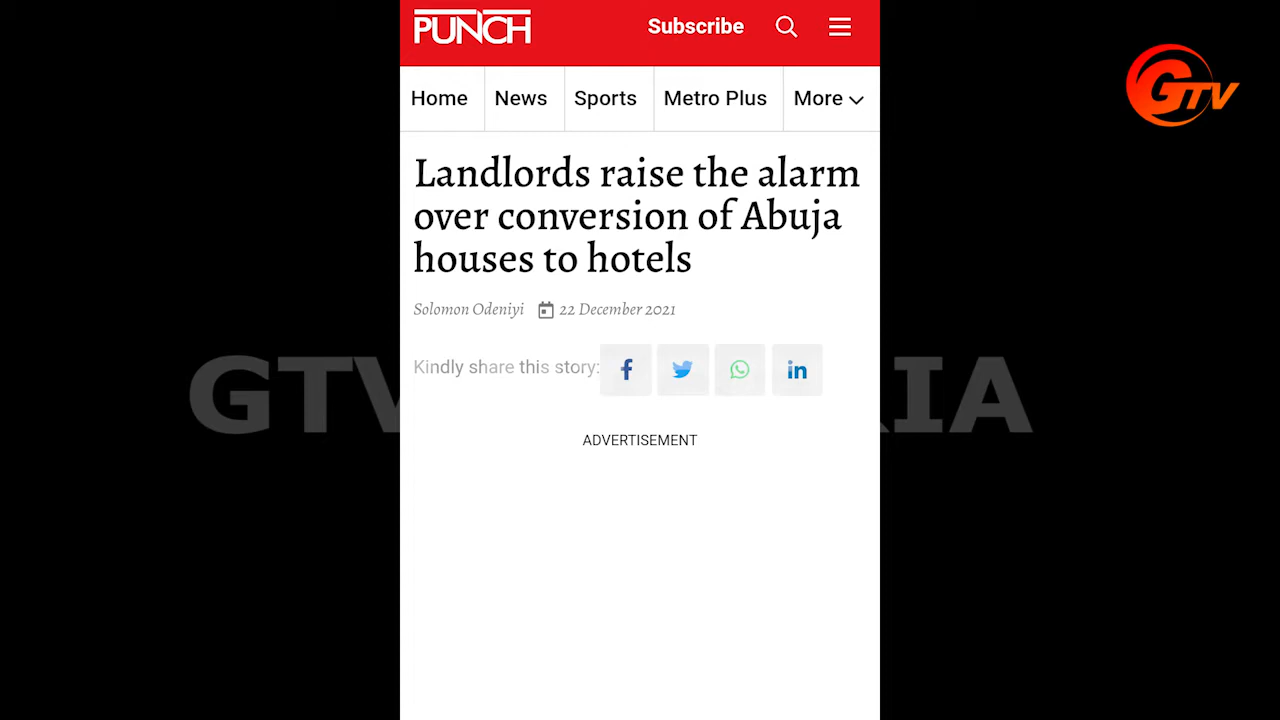 PUNCH
Subscribe
GTV
Home
News
Sports
Metro Plus
More
Landlords raise the alarm
over conversion of Abuja
houses to hotels
Solomon Odeniyi
22 December 2021
Kindly share this story:
ADVERTISEMENT